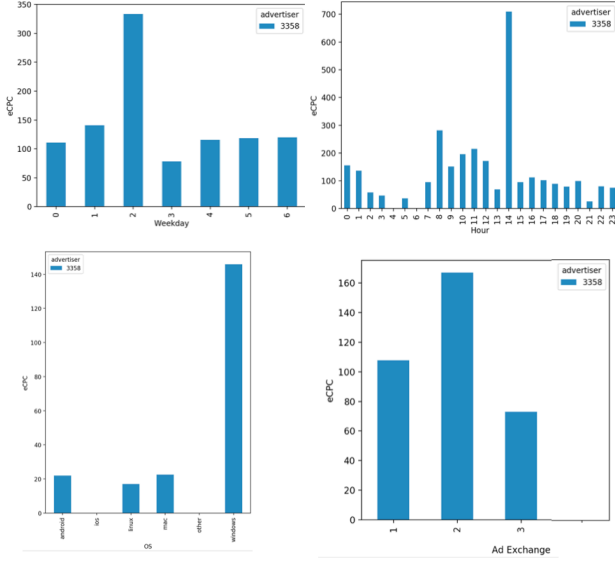 350
300
250
200
150
100
50
0
eCPC
advertiser
3358
0 1 2 3 4 5 6
Weekday
700
600
500
400
300
200
100
0
eCPC
advertiser
3358
0 1 2 3 4 5 6 7 8 9 10 11 12 13 14 15 16 17 18 19 20 21 22 23
Hour
140
120
100
80
60
40
20
0
eCPC
advertiser
3358
android ios linux mac other windows
OS
160
140
120
100
80
60
40
20
0
eCPC
advertiser
3358
1 2 3
Ad Exchange